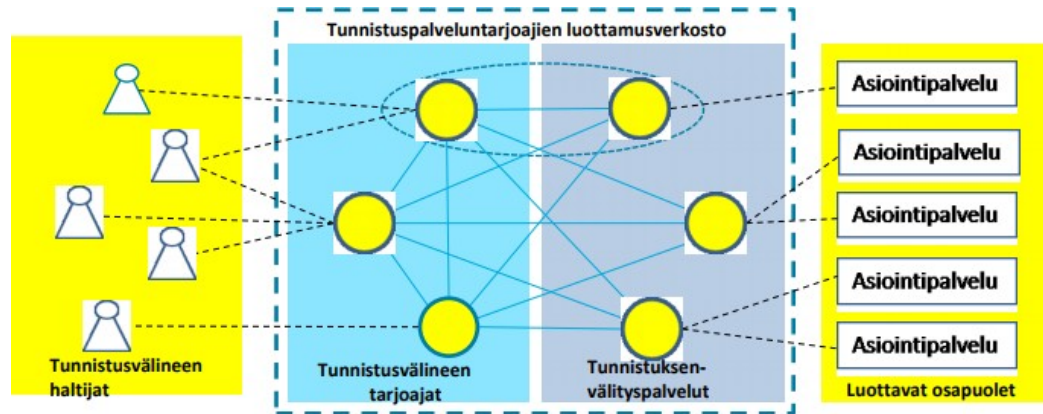 Tunnistuspalveluntarjoajien luottamusverkosto
Asiointipalvelu
Asiointipalvelu
Asiointipalvelu
Asiointipalvelu
Asiointipalvelu
Tunnistusvälineen
haltijat
Tunnistusvälineen
tarjoajat
Tunnistuksen-
välityspalvelut
Luottavat osapuolet